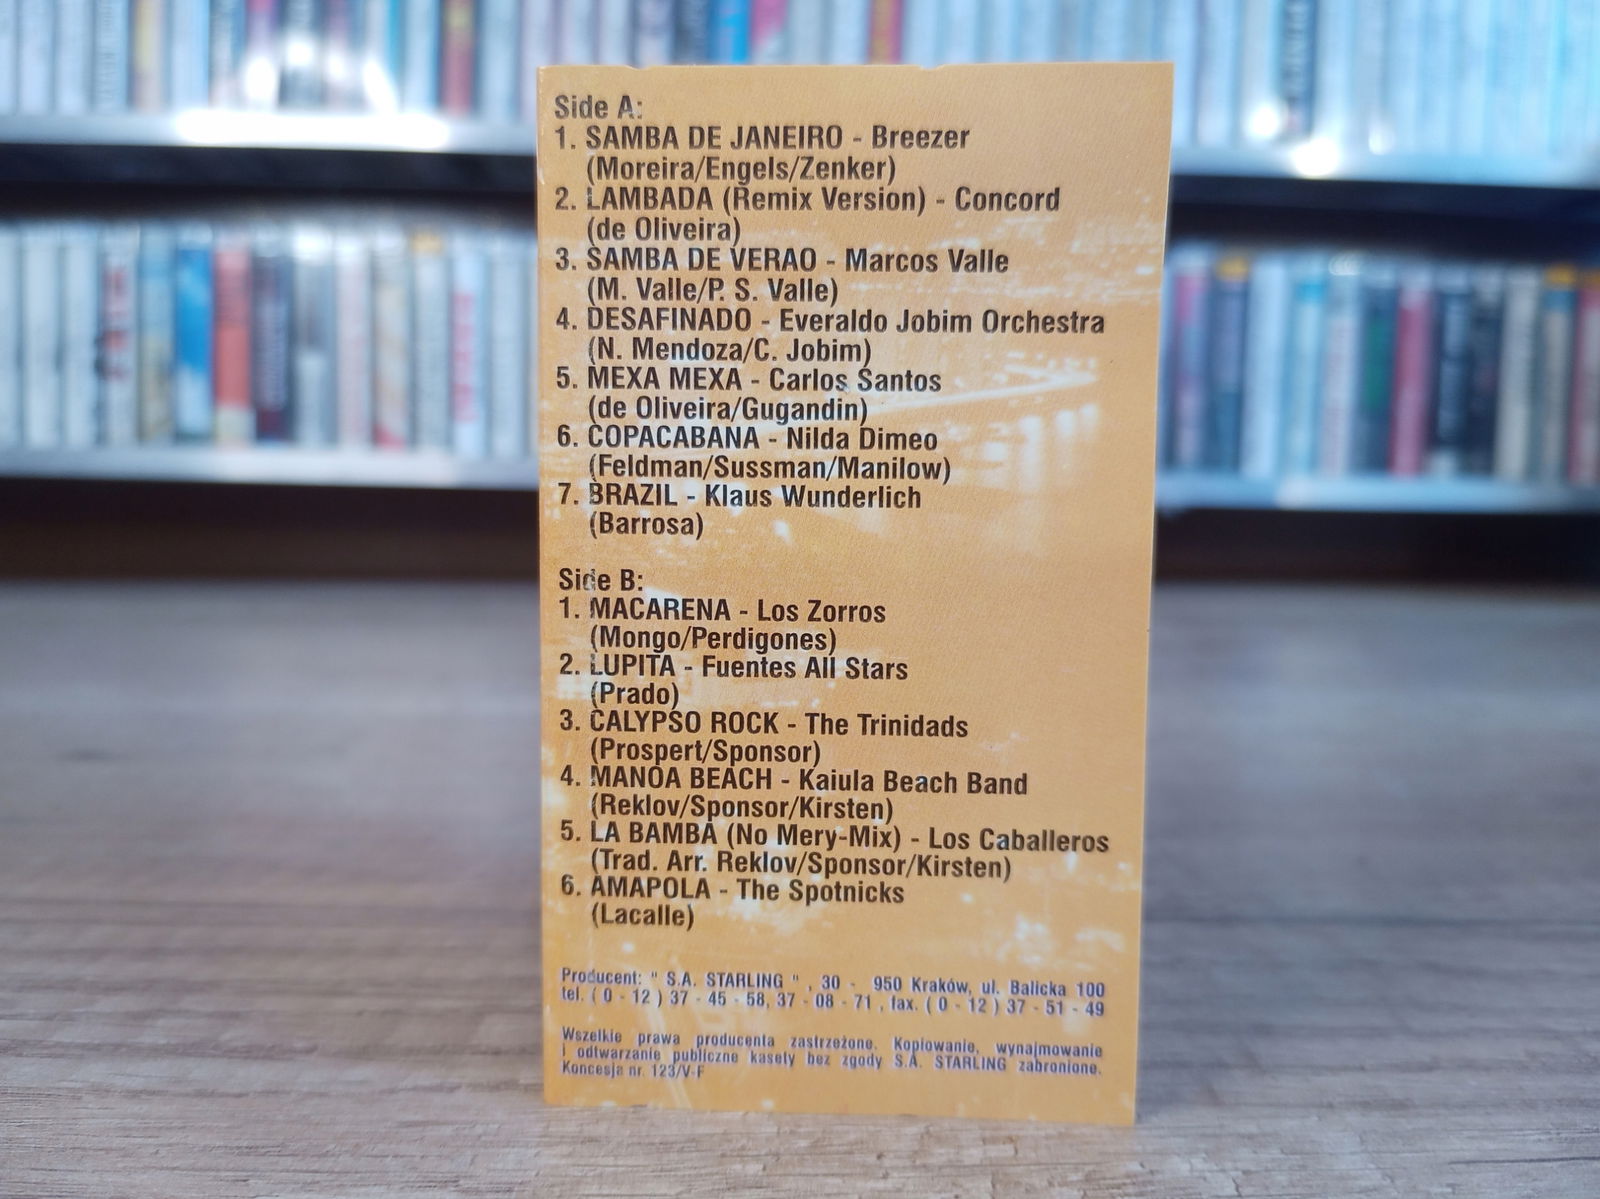 Side A:
1. SAMBA DE JANEIRO - Breezer
(Moreira/Engels/Zenker)
2. LAMBADA (Remix Version) - Concord
(de Oliveira)
3. SAMBA DE VERAO - Marcos Valle
(M. Valle/P. S. Valle)
4. DESAFINADO - Everaldo Jobim Orchestra
(N. Mendoza/C. Jobim)
5. MEXA MEXA - Carlos Santos
(de Oliveira/Gugandin)
6. COPACABANA - Nilda Dimeo
(Feldman/Sussman/Manilow)
7. BRAZIL - Klaus Wunderlich
(Barrosa)
Side B:
1. MACARENA - Los Zorros
(Mongo/Perdigones)
2. LUPITA - Fuentes All Stars
(Prado)
3. CALYPSO ROCK - The Trinidads
(Prospert/Sponsor)
4. MANOA BEACH - Kaiula Beach Band
(Reklov/Sponsor/Kirsten)
5. LA BAMBA (No Mery-Mix) - Los Caballeros
(Trad. Arr. Reklov/Sponsor/Kirsten)
6. AMAPOLA - The Spotnicks
(Lacalle)
Producent: " S.A. STARLING " , 30 - 950 Kraków, ul. Balicka 100
tel. ( 0 - 12 ) 37 - 45 - 58, 37 - 08 - 71 , fax. ( 0 - 12 ) 37 - 51 - 49
Wszelkie prawa producenta zastrzeżone. Kopiowanie, wynajmowanie
i odtwarzanie publiczne kasety bez zgody S.A. STARLING zabronione.
Koncesja nr. 123/V-F